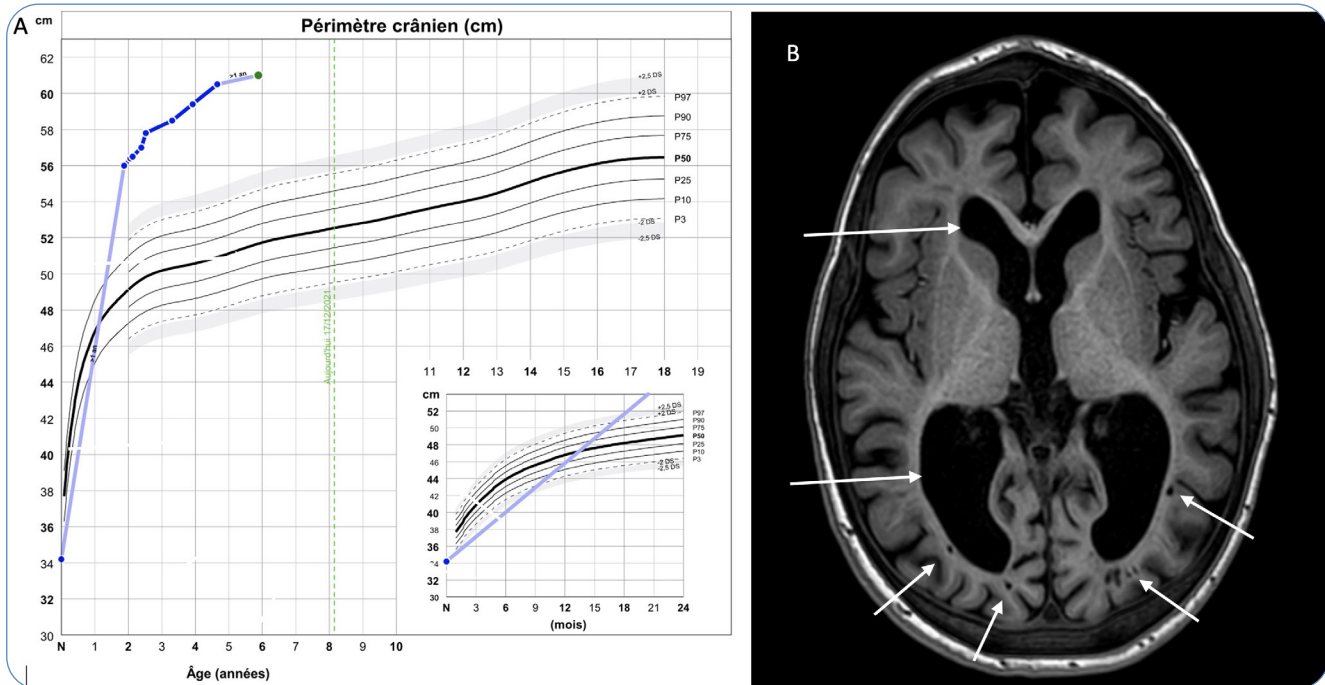 A
cm
Périmètre crânien (cm)
62
60
58
56
54
52
50
48
46
44
42
40
38
36
34
32
30
>1 an
>1 an
+2,5 DS
+2 DS
P97
P90
P75
P50
P25
P10
P3
-2 DS
-2,5 DS
Aujourd'hui 17/12/2021
11 12 13 14 15 16 17 18 19
N 1 2 3 4 5 6 7 8 9 10
Âge (années)
cm
52
50
48
46
44
42
40
38
36
32
30
+2,5 DS
+2 DS
P97
P90
P75
P50
P25
P10
P3
-2 DS
-2,5 DS
N 3 6 9 12 15 18 21 24
(mois)
B